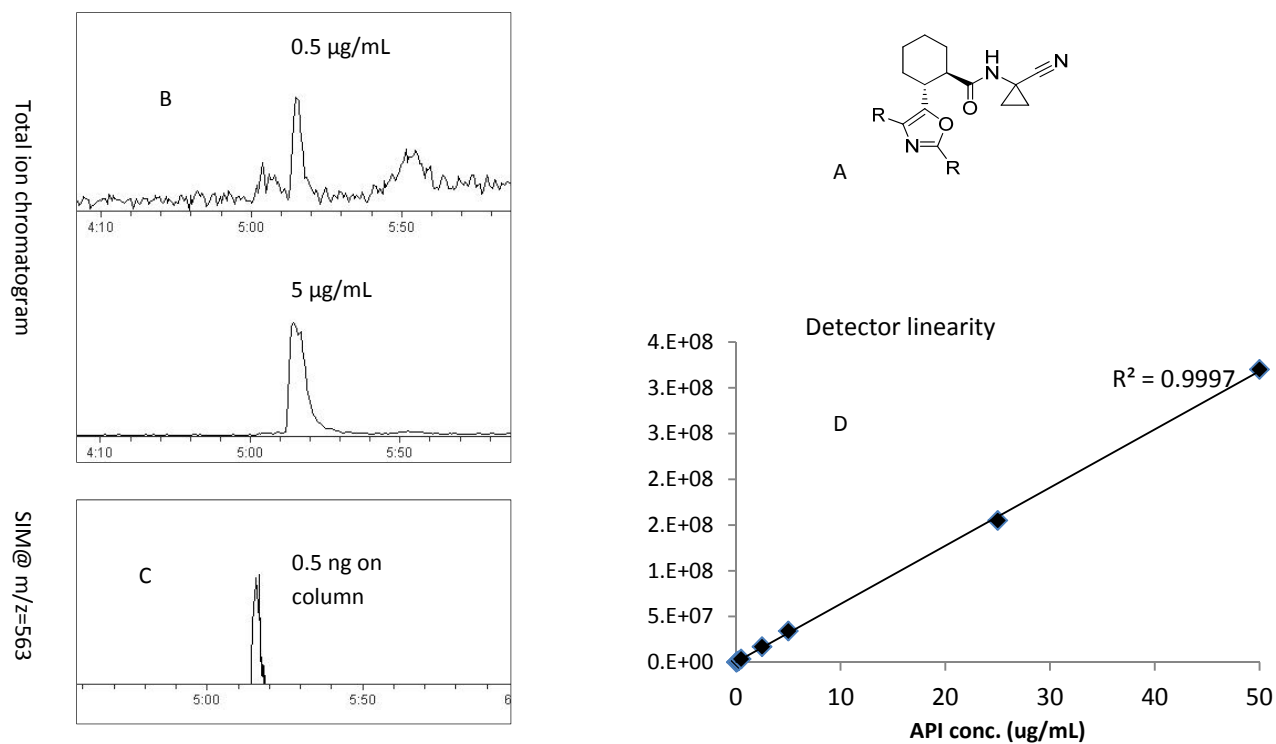 Total ion chromatogram
0.5 µg/mL
B
4:10 5:00 5:50
5 µg/mL
4:10 5:00 5:50
SIM@ m/z=563
C
0.5 ng on
column
5:00 5:50 6
H
N
N
O
R
O
N
R
A
Detector linearity
4.E+08
3.E+08
3.E+08
2.E+08
2.E+08
1.E+08
5.E+07
0.E+00
R² = 0.9997
D
0 10 20 30 40 50
API conc. (ug/mL)